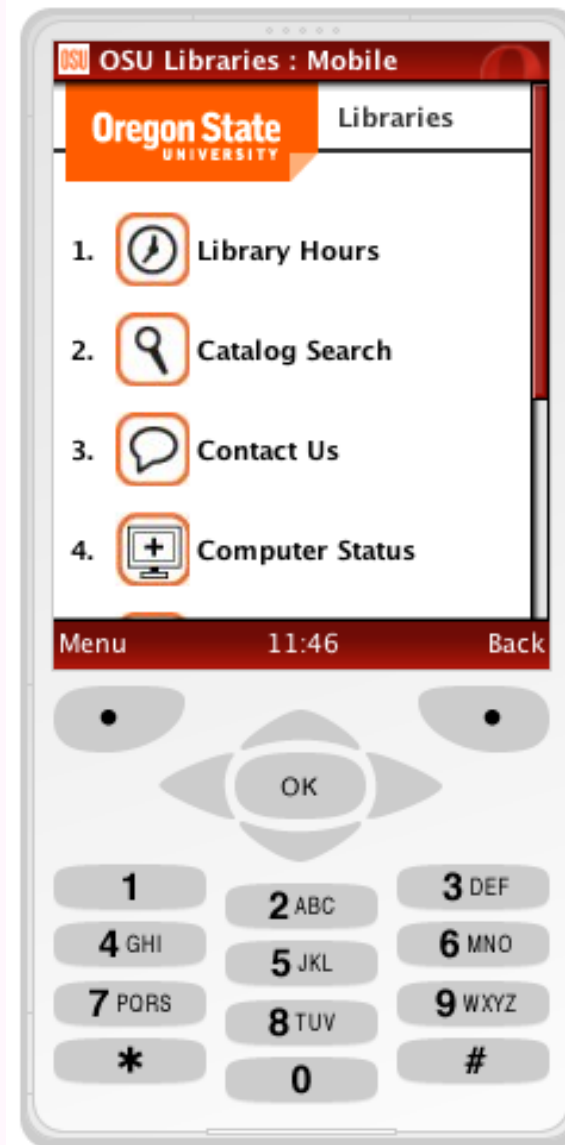 OSU OSU Libraries : Mobile
Oregon State
UNIVERSITY
Libraries
1. Library Hours
2. Catalog Search
3. Contact Us
4. Computer Status
Menu 11:46 Back
OK
1
2 ABC
3 DEF
4 GHI
5 JKL
6 MNO
7 PQRS
8 TUV
9 WXYZ
*
0
#